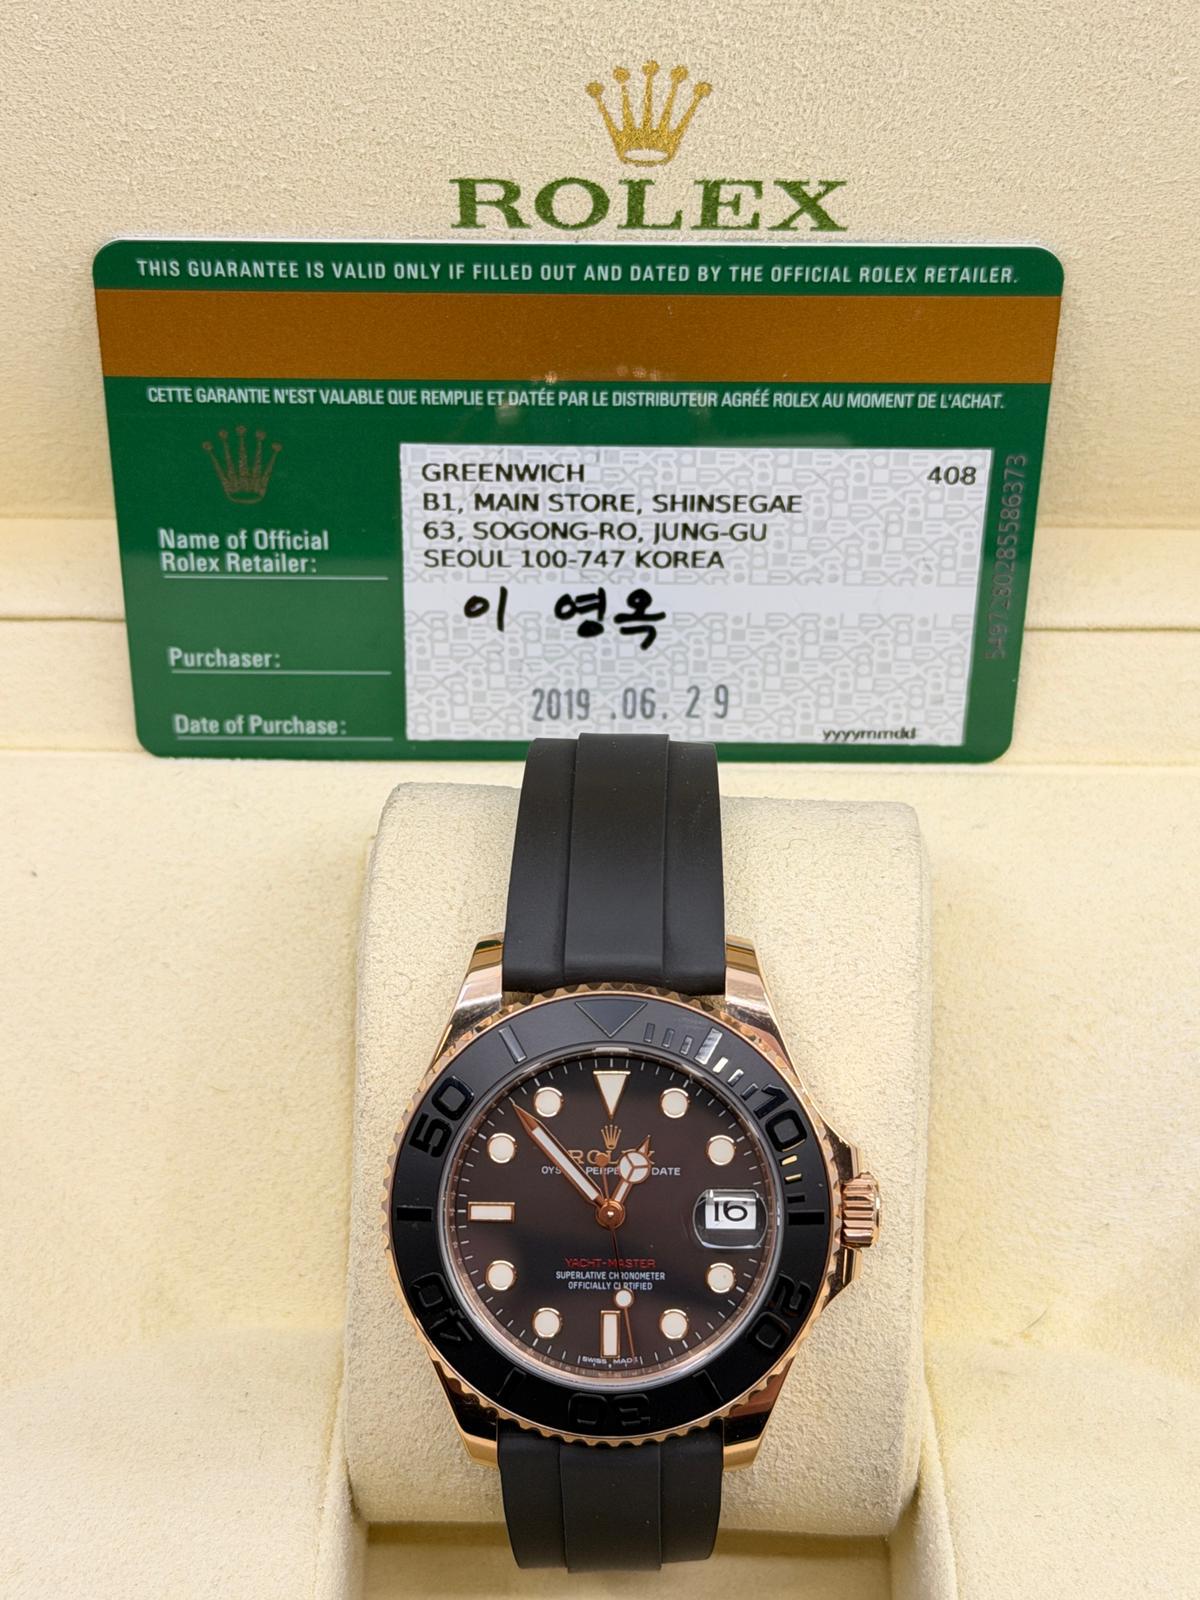 ROLEX
THIS GUARANTEE IS VALID ONLY IF FILLED OUT AND DATED BY THE OFFICIAL ROLEX RETAILER.
CETTE GARANTIE N'EST VALABLE QUE REMPLIE ET DATÉE PAR LE DISTRIBUTEUR AGRÉÉ ROLEX AU MOMENT DE L'ACHAT.
GREENWICH 408
B1, MAIN STORE, SHINSEGAE
63, SOGONG-RO, JUNG-GU
SEOUL 100-747 KOREA
Name of Official
Rolex Retailer:
이 영옥
Purchaser:
2019 .06. 29
Date of Purchase:
yyyymmdd
10
20
30
40
50
ROLEX
OYSTER PERPETUAL DATE
16
YACHT-MASTER
SUPERLATIVE CHRONOMETER
OFFICIALLY CERTIFIED
SWISS MADE